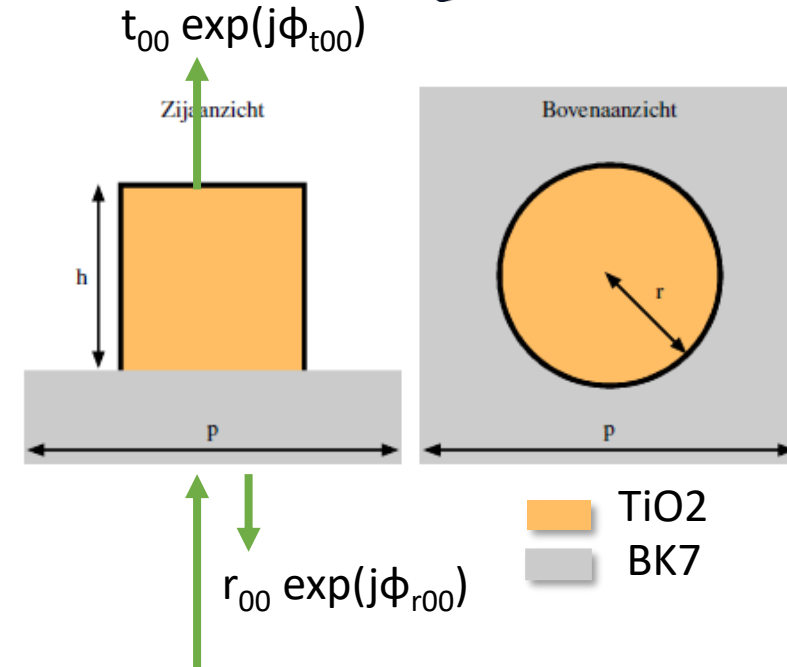 t₀₀ exp(jϕₜ₀₀)
Zijaanzicht
Bovenaanzicht
h
r
p
p
TiO2
BK7
r₀₀ exp(jϕᵣ₀₀)